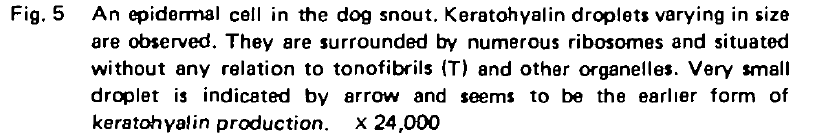 Fig. 5 An epidermal cell in the dog snout. Keratohyalin droplets varying in size
are observed. They are surrounded by numerous ribosomes and situated
without any relation to tonofibrils (T) and other organelles. Very small
droplet is indicated by arrow and seems to be the earlier form of
keratohyalin production. x 24,000